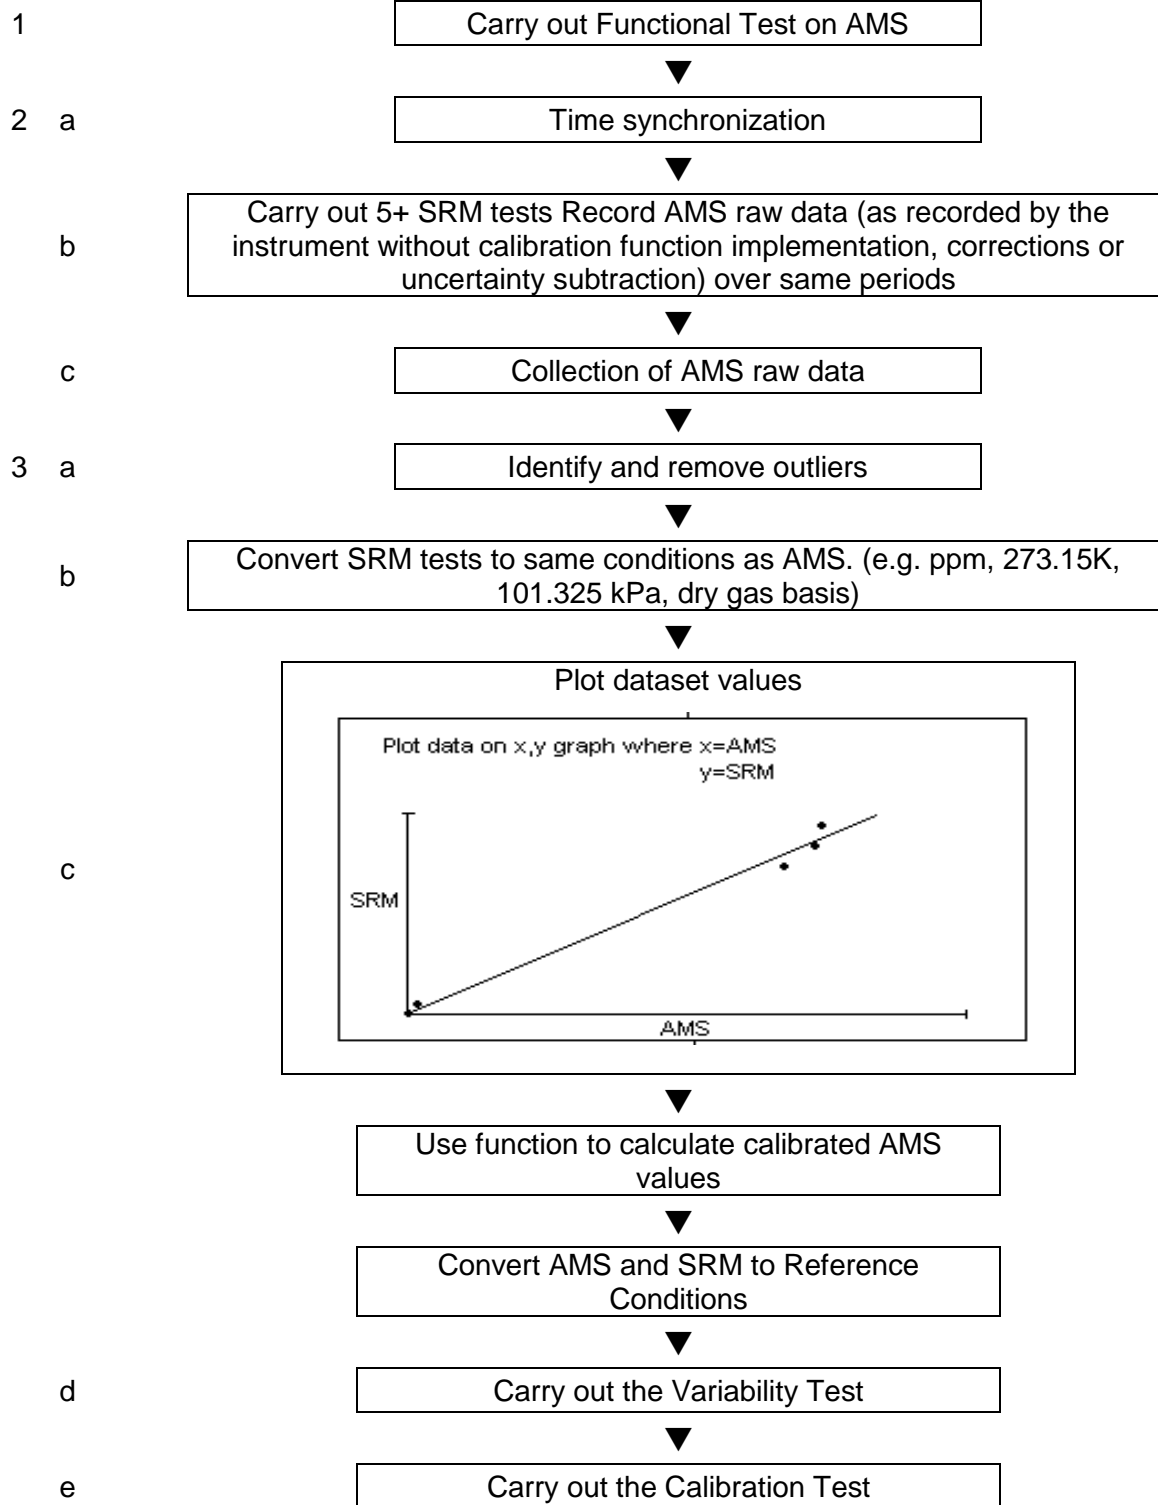 1 Carry out Functional Test on AMS
2 a Time synchronization
Carry out 5+ SRM tests Record AMS raw data (as recorded by the
b instrument without calibration function implementation, corrections or
uncertainty subtraction) over same periods
c Collection of AMS raw data
3 a Identify and remove outliers
b Convert SRM tests to same conditions as AMS. (e.g. ppm, 273.15K,
101.325 kPa, dry gas basis)
Plot dataset values
Plot data on x,y graph where x=AMS
y=SRM
c
SRM
AMS
Use function to calculate calibrated AMS
values
Convert AMS and SRM to Reference
Conditions
d Carry out the Variability Test
e Carry out the Calibration Test